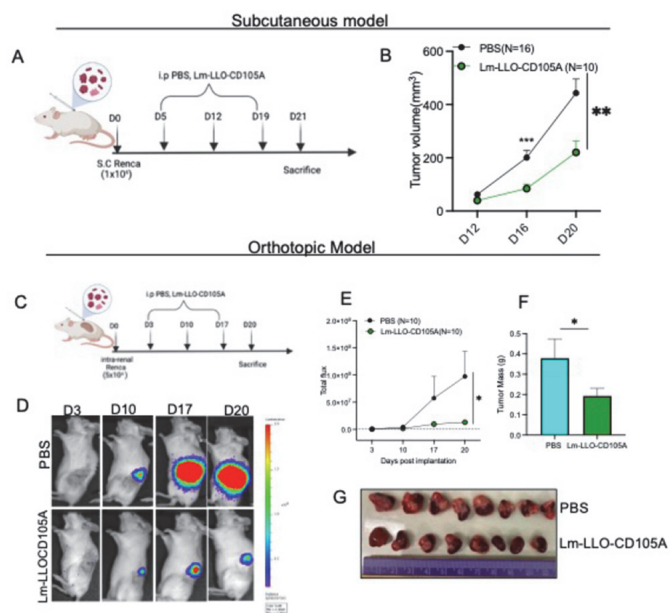 Subcutaneous model
A
i.p PBS, Lm-LLO-CD105A
D0
D5
D12
D19
D21
S.C Renca
Sacrifice
B
600
400
200
0
Tumor volume(mm³)
PBS(N=16)
Lm-LLO-CD105A (N=10)
***
**
D12
D16
D20
Orthotopic Model
C
i.p PBS, Lm-LLO-CD105A
D0
D3
D10
D17
D20
intra-renal
Renca
Sacrifice
D
D3
D10
D17
D20
PBS
Lm-LLOCD105A
E
PBS (N=10)
Lm-LLO-CD105A(N=10)
Total flux
0
*
3
10
17
20
Days post implantation
F
Tumor Mass (g)
0.5
0.4
0.3
0.2
0.1
0.0
*
PBS
Lm-LLO-CD105A
G
PBS
Lm-LLO-CD105A